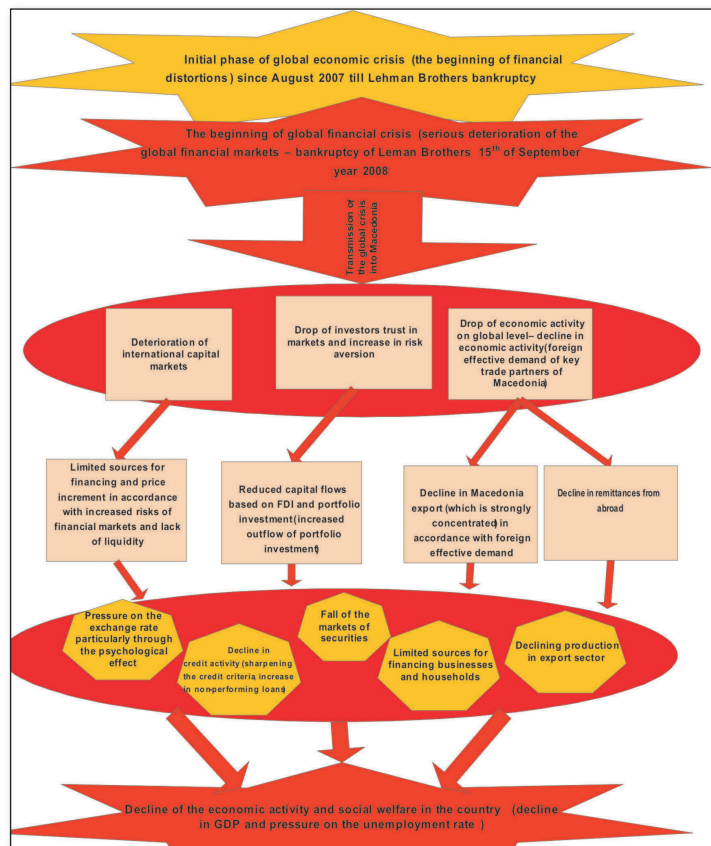 Initial phase of global economic crisis (the beginning of financial
distortions) since August 2007 till Lehman Brothers bankruptcy
The beginning of global financial crisis (serious deterioration of the
global financial markets – bankruptcy of Leman Brothers 15th of September
year 2008
Transmission of
the global crisis
into Macedonia
Deterioration of
international capital
markets
Drop of investors trust in
markets and increase in risk
aversion
Drop of economic activity
on global level– decline in
economic activity(foreign
effective demand of key
trade partners of
Macedonia)
Limited sources for
financing and price
increment in accordance
with increased risks of
financial markets and lack
of liquidity
Reduced capital flows
based on FDI and portfolio
investment(increased
outflow of portfolio
investment)
Decline in Macedonia
export (which is strongly
concentrated) in
accordance with foreign
effective demand
Decline in remittances from
abroad
Pressure on the
exchange rate
particularly through
the psychological
effect
Decline in
credit activity (sharpening
the credit criteria, increase
in non-performing loans)
Fall of the
markets of
securities
Limited sources for
financing businesses
and households
Declining production
in export sector
Decline of the economic activity and social welfare in the country (decline
in GDP and pressure on the unemployment rate )